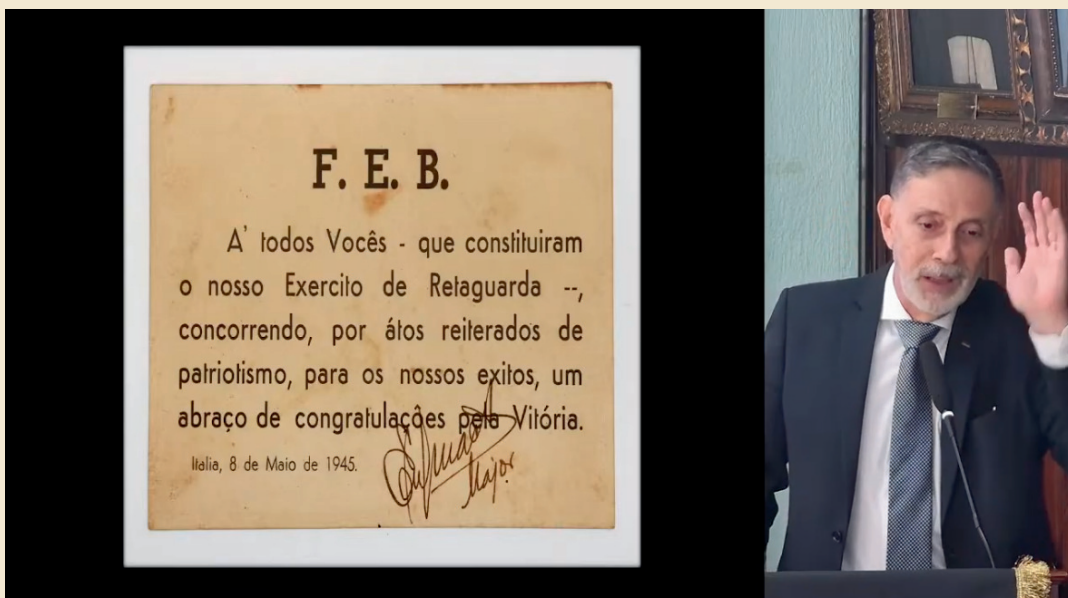 F. E. B.
A' todos Vocês - que constituiram
o nosso Exercito de Retaguarda --,
concorrendo, por átos reiterados de
patriotismo, para os nossos exitos, um
abraço de congratulações pela Vitória.
Italia, 8 de Maio de 1945.
Major